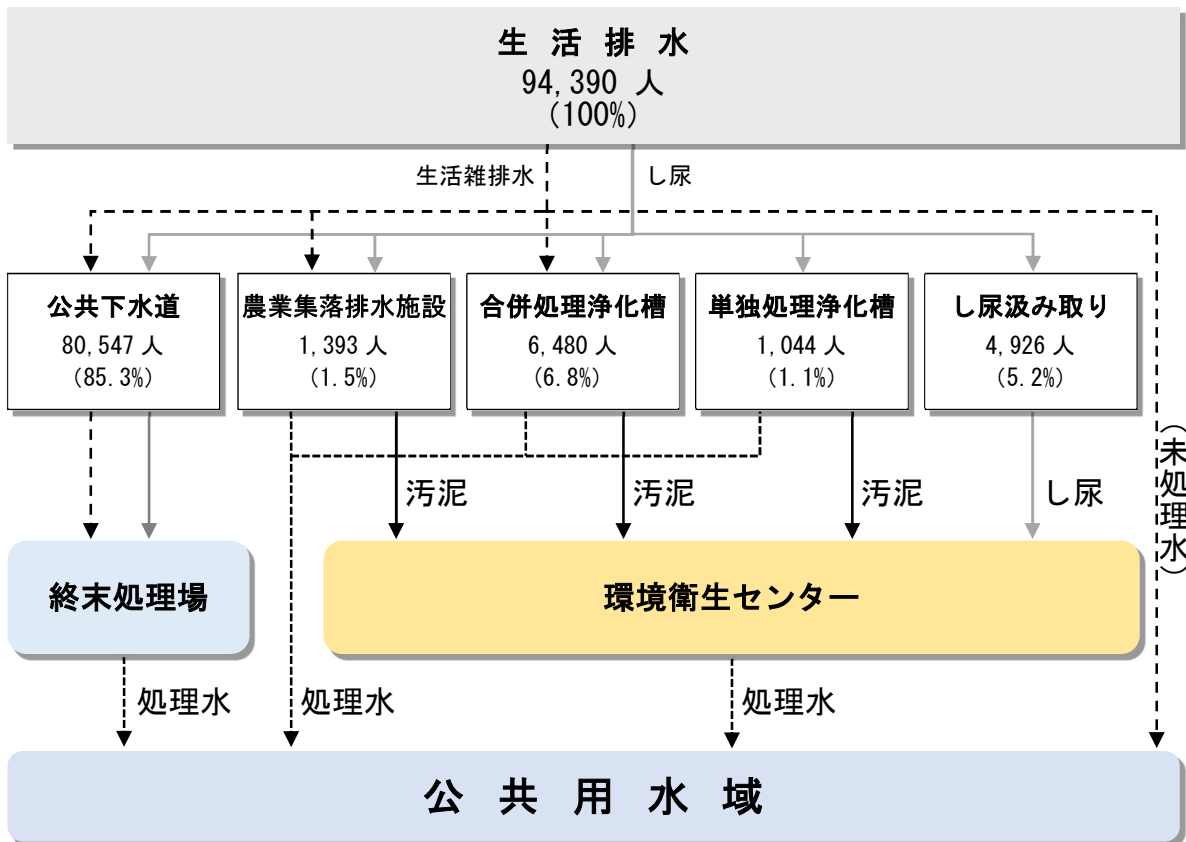 生活排水
94,390 人
(100%)
生活雑排水
し尿
公共下水道
80,547 人
(85.3%)
農業集落排水施設
1,393 人
(1.5%)
合併処理浄化槽
6,480 人
(6.8%)
単独処理浄化槽
1,044 人
(1.1%)
し尿汲み取り
4,926 人
(5.2%)
汚泥
汚泥
汚泥
し尿
（未処理水）
終末処理場
環境衛生センター
処理水
処理水
処理水
公共用水域